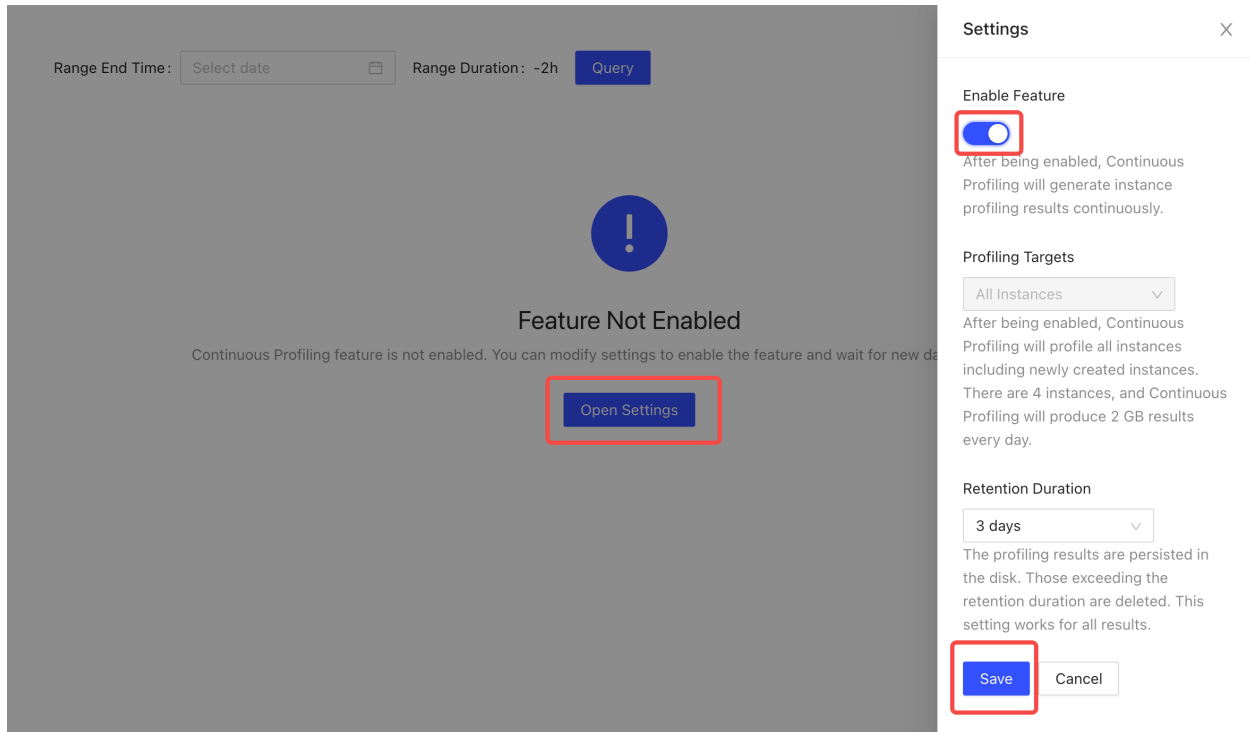 Range End Time : Select date Range Duration : -2h Query
Feature Not Enabled
Continuous Profiling feature is not enabled. You can modify settings to enable the feature and wait for new da
Open Settings
Settings
Enable Feature
After being enabled, Continuous
Profiling will generate instance
profiling results continuously.
Profiling Targets
All Instances
After being enabled, Continuous
Profiling will profile all instances
including newly created instances.
There are 4 instances, and Continuous
Profiling will produce 2 GB results
every day.
Retention Duration
3 days
The profiling results are persisted in
the disk. Those exceeding the
retention duration are deleted. This
setting works for all results.
Save Cancel